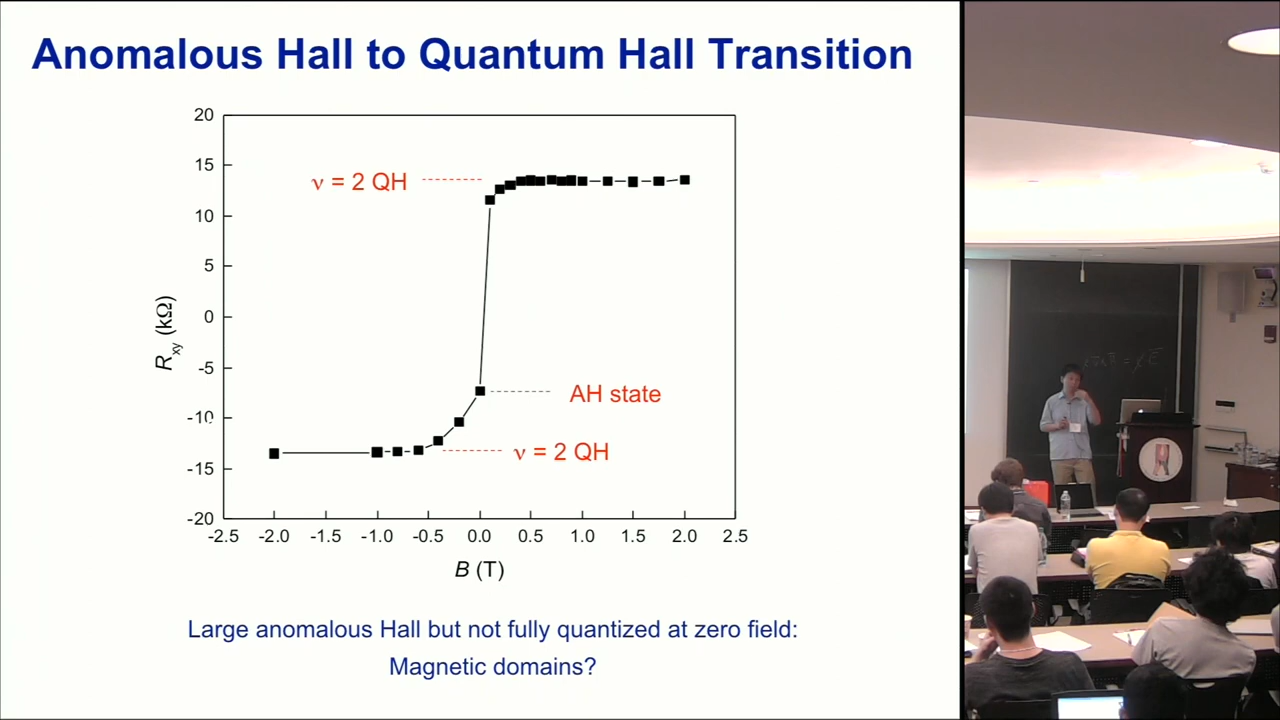 Anomalous Hall to Quantum Hall Transition
20
15
10
5
0
-5
-10
-15
-20
-2.5 -2.0 -1.5 -1.0 -0.5 0.0 0.5 1.0 1.5 2.0 2.5
Rxy (kΩ)
B (T)
ν = 2 QH
AH state
ν = 2 QH
Large anomalous Hall but not fully quantized at zero field:
Magnetic domains?